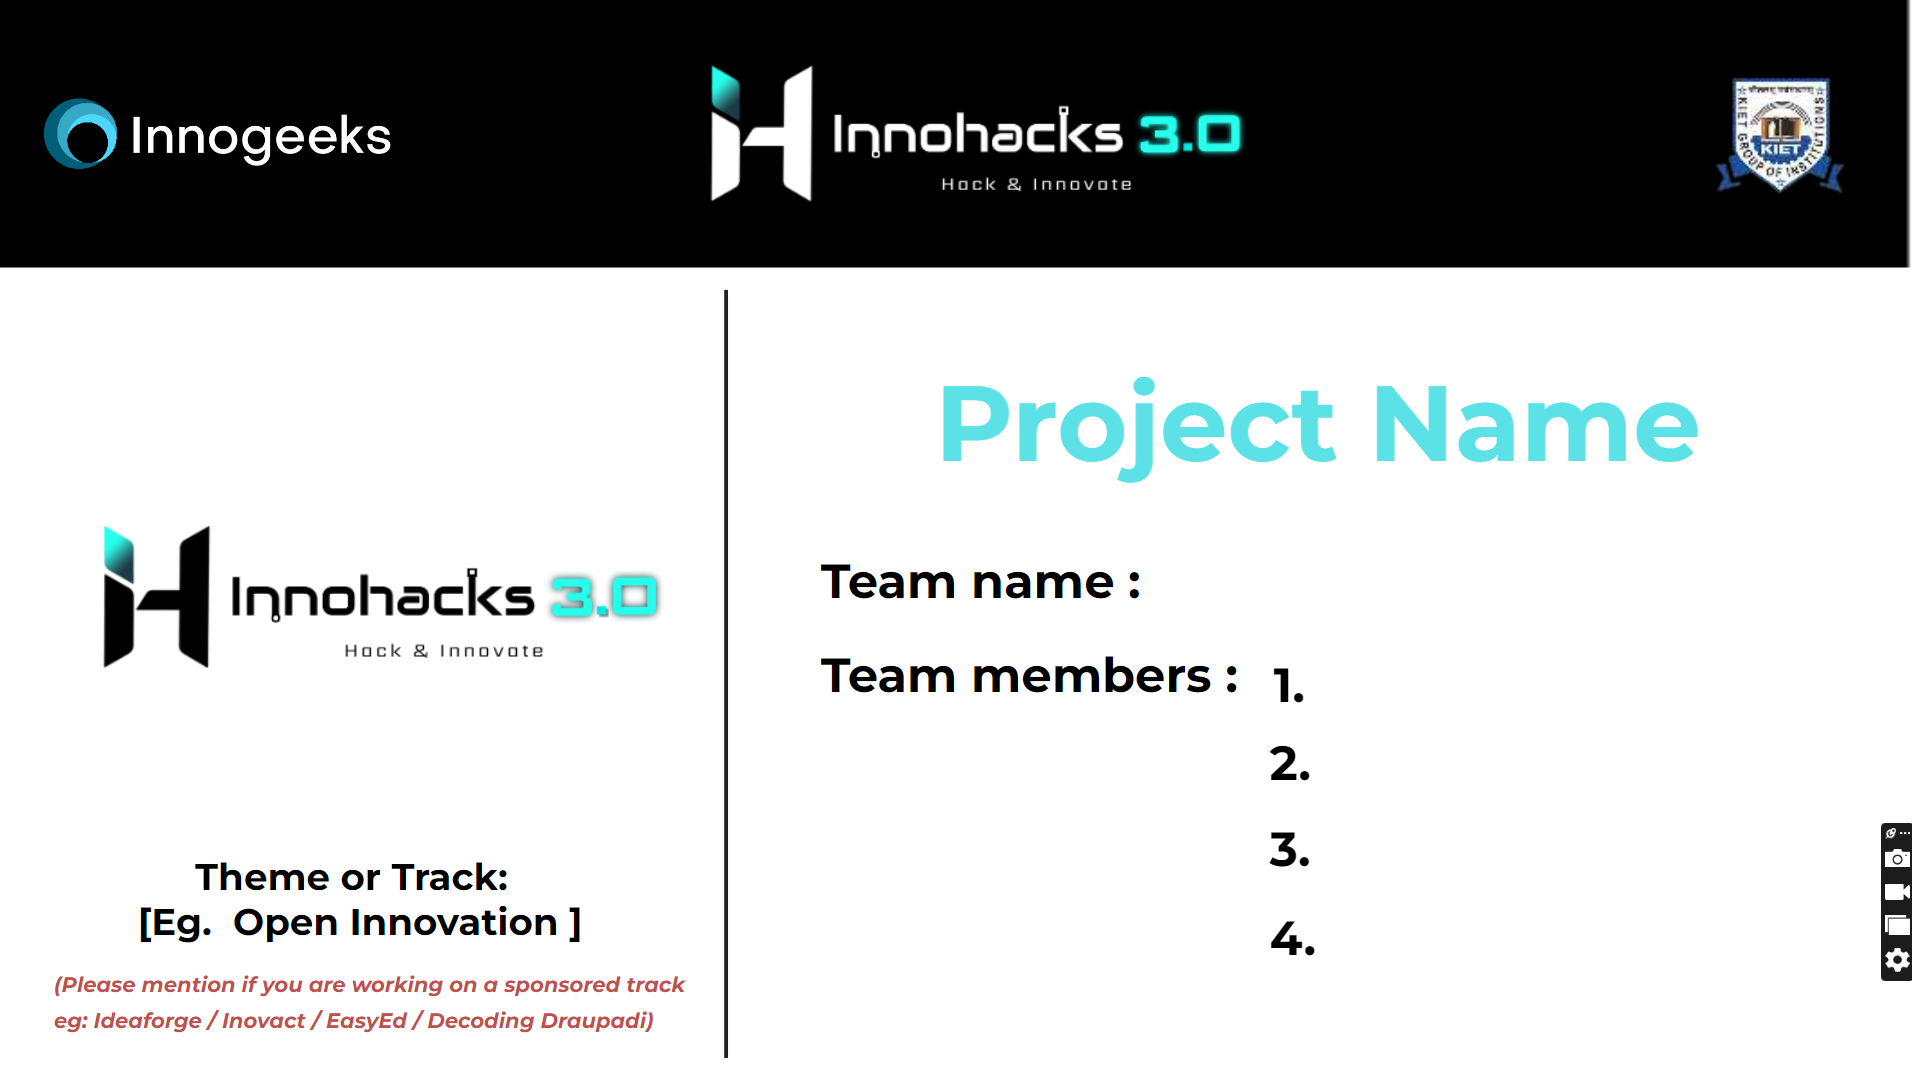 Innogeeks
Innohacks 3.0
Hack & Innovate
KIET GROUP OF INSTITUTIONS
KIET
Project Name
Team name :
Team members : 1.
2.
3.
4.
Innohacks 3.0
Hack & Innovate
Theme or Track:
[Eg. Open Innovation ]
(Please mention if you are working on a sponsored track
eg: Ideaforge / Inovact / EasyEd / Decoding Draupadi)